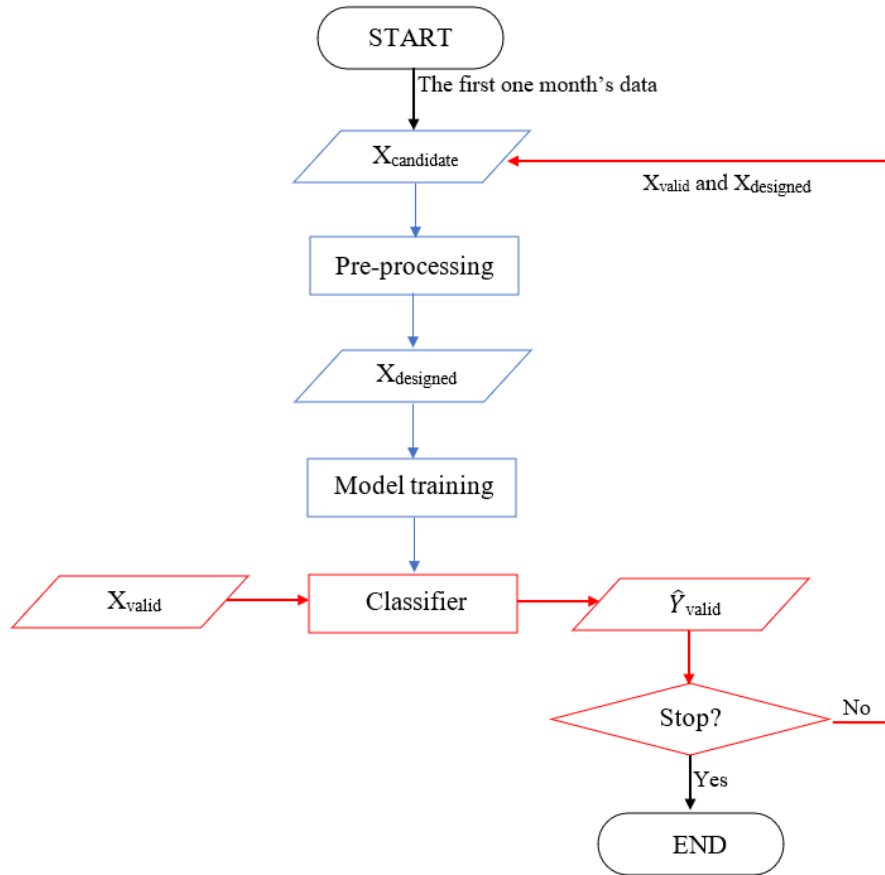 START
The first one month's data
Xcandidate
Xvalid and Xdesigned
Pre-processing
Xdesigned
Model training
Xvalid
Classifier
Ŷvalid
Stop?
No
Yes
END